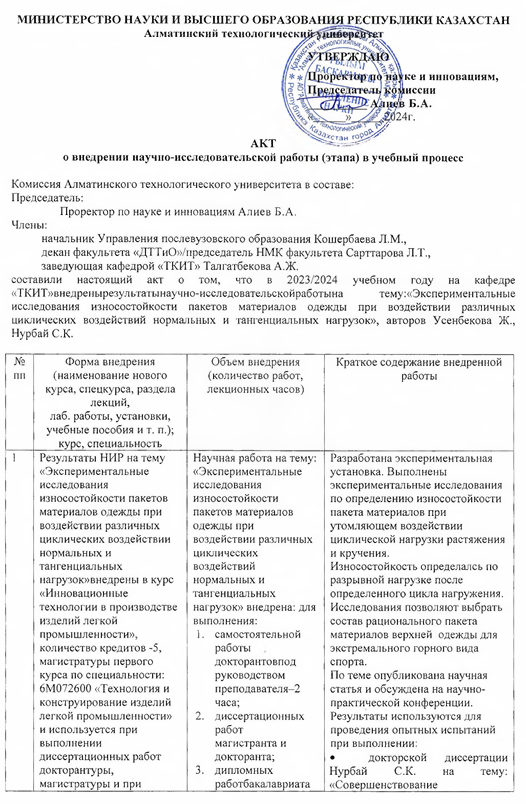 МИНИСТЕРСТВО НАУКИ И ВЫСШЕГО ОБРАЗОВАНИЯ РЕСПУБЛИКИ КАЗАХСТАН
Алматинский технологический университет
УТВЕРЖДАЮ
Проректор по науке и инновациям,
Председатель комиссии
Алиев Б.А.
2024г.
АКТ
о внедрении научно-исследовательской работы (этапа) в учебный процесс
Комиссия Алматинского технологического университета в составе:
Председатель:
Проректор по науке и инновациям Алиев Б.А.
Члены:
начальник Управления послевузовского образования Кошербаева Л.М.,
декан факультета «ДТТиО»/председатель НМК факультета Сарттарова Л.Т.,
заведующая кафедрой «ТКИТ» Талгатбекова А.Ж.
составили настоящий акт о том, что в 2023/2024 учебном году на кафедре
«ТКИТ»внедренырезультатынаучно-исследовательскойработына тему:«Экспериментальные
исследования износостойкости пакетов материалов одежды при воздействии различных
циклических воздействий нормальных и тангенциальных нагрузок», авторов Усенбекова Ж.,
Нурбай С.К.
№ пп
Форма внедрения
(наименование нового
курса, спецкурса, раздела
лекций,
лаб. работы, установки,
учебные пособия и т. п.);
курс, специальность
Объем внедрения
(количество работ,
лекционных часов)
Краткое содержание внедренной
работы
1
Результаты НИР на тему
«Экспериментальные
исследования
износостойкости пакетов
материалов одежды при
воздействии различных
циклических воздействии
нормальных и
тангенциальных
нагрузок»внедрены в курс
«Инновационные
технологии в производстве
изделий легкой
промышленности»,
количество кредитов -5,
магистратуры первого
курса по специальности:
6М072600 «Технология и
конструирование изделий
легкой промышленности»
и используется при
выполнении
диссертационных работ
докторантуры,
магистратуры и при
Научная работа на тему:
«Экспериментальные
исследования
износостойкости
пакетов материалов
одежды при
воздействии различных
циклических
воздействий
нормальных и
тангенциальных
нагрузок» внедрена: для
выполнения:
1. самостоятельной
работы
докторантовпод
руководством
преподавателя–2
часа;
2. диссертационных
работ
магистранта и
докторанта;
3. дипломных
работбакалавриата
Разработана экспериментальная
установка. Выполнены
экспериментальные исследования
по определению износостойкости
пакета материалов при
утомляющем воздействии
циклической нагрузки растяжения
и кручения.
Износостойкость определалсь по
разрывной нагрузке после
определенного цикла нагружения.
Исследования позволяют выбрать
состав рационального пакета
материалов верхней одежды для
экстремального горного вида
спорта.
По теме опубликована научная
статья и обсуждена на научно-
практической конференции.
Результаты используются для
проведения опытных испытаний
при выполнении:
• докторской диссертации
Нурбай С.К. на тему:
«Совершенствование